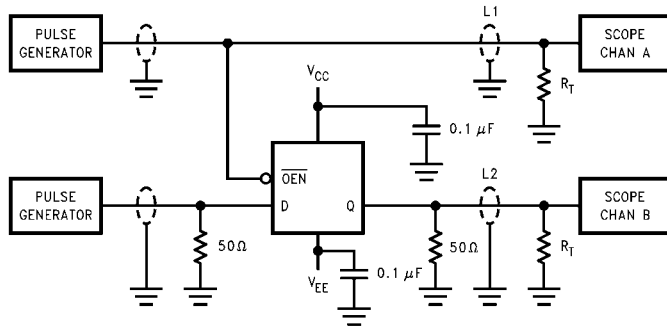 PULSE
GENERATOR
L1
SCOPE
CHAN A
R_T
V_CC
0.1 μF
OEN
PULSE
GENERATOR
D
Q
L2
SCOPE
CHAN B
50Ω
50Ω
R_T
V_EE
0.1 μF